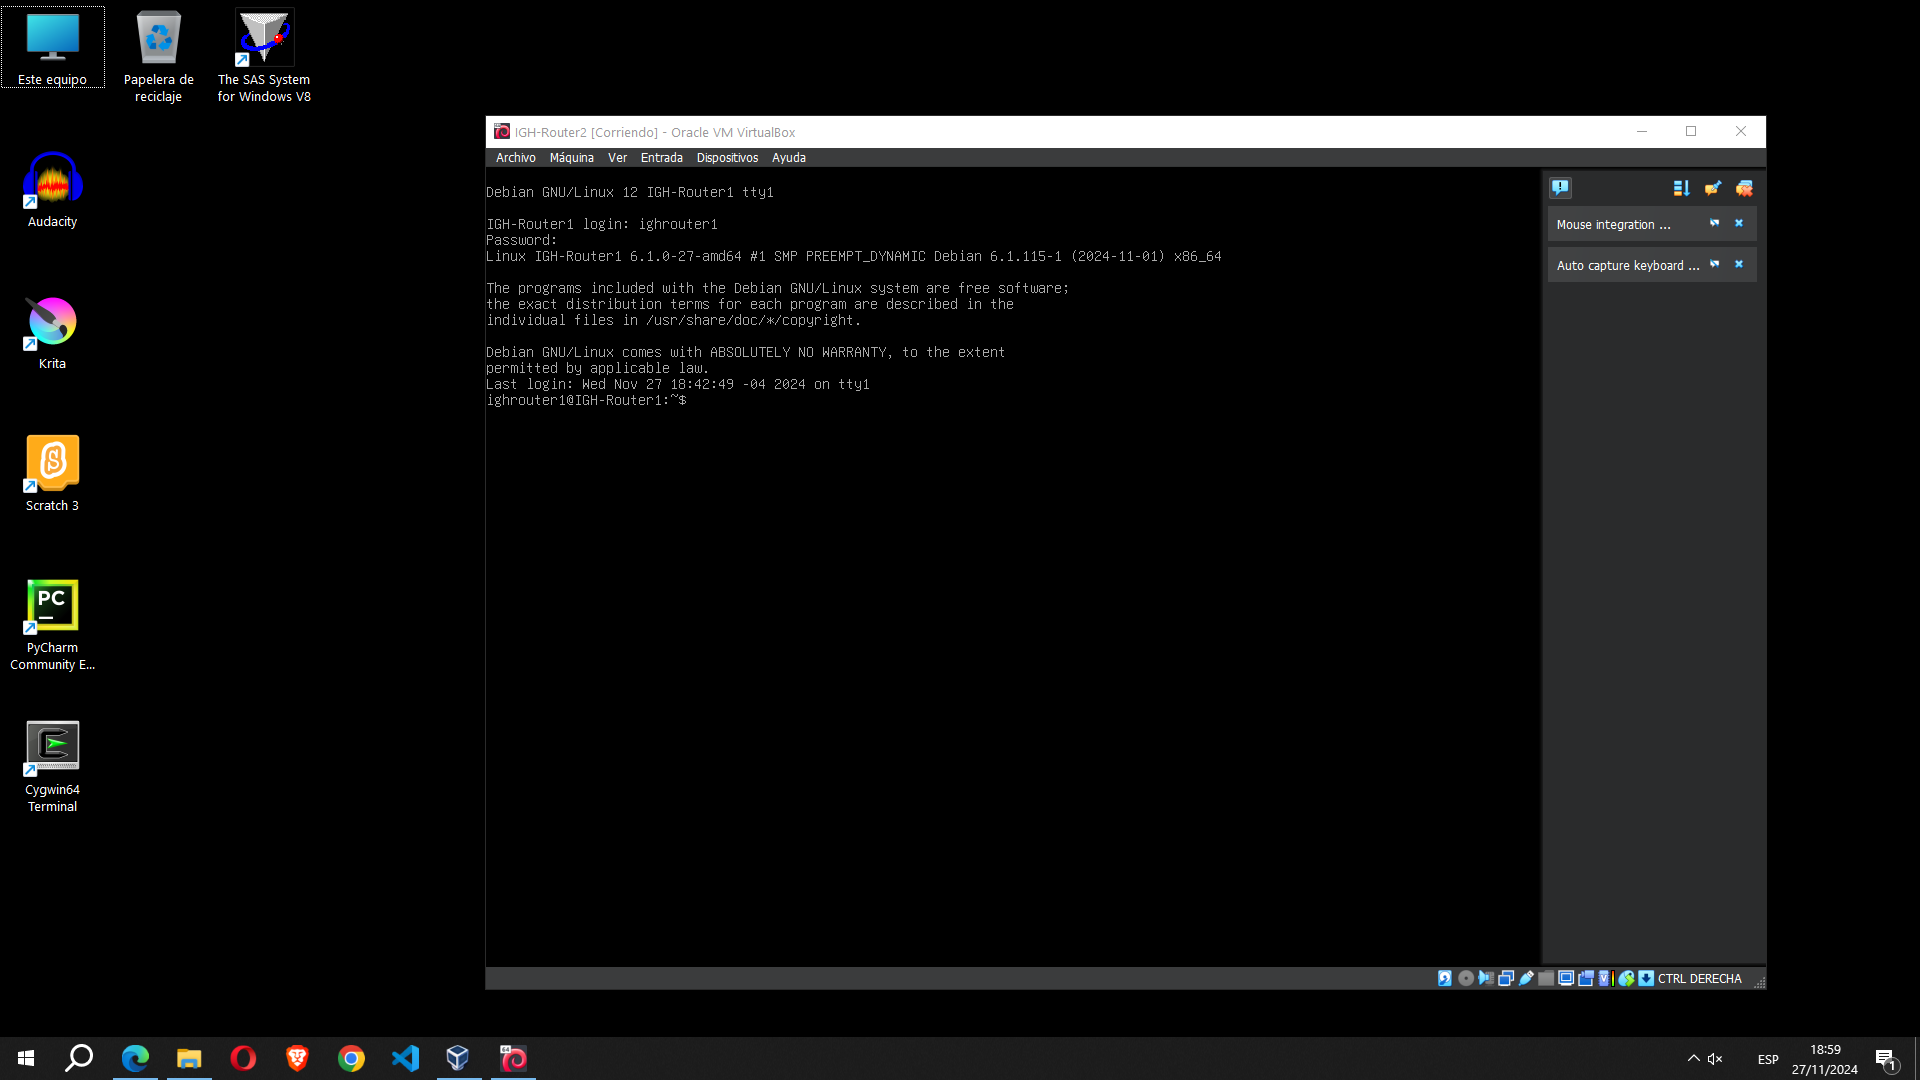 Este equipo
Papelera de
reciclaje
The SAS System
for Windows V8
Audacity
Krita
Scratch 3
PC
PyCharm
Community E...
Cygwin64
Terminal
IGH-Router2 [Corriendo] - Oracle VM VirtualBox
Archivo Máquina Ver Entrada Dispositivos Ayuda
Debian GNU/Linux 12 IGH-Router1 tty1
IGH-Router1 login: ighrouter1
Password:
Linux IGH-Router1 6.1.0-27-amd64 #1 SMP PREEMPT_DYNAMIC Debian 6.1.115-1 (2024-11-01) x86_64
The programs included with the Debian GNU/Linux system are free software;
the exact distribution terms for each program are described in the
individual files in /usr/share/doc/*/copyright.
Debian GNU/Linux comes with ABSOLUTELY NO WARRANTY, to the extent
permitted by applicable law.
Last login: Wed Nov 27 18:42:49 -04 2024 on tty1
ighrouter1@IGH-Router1:~$
Mouse integration ...
Auto capture keyboard ...
CTRL DERECHA
64
ESP
18:59
27/11/2024
1